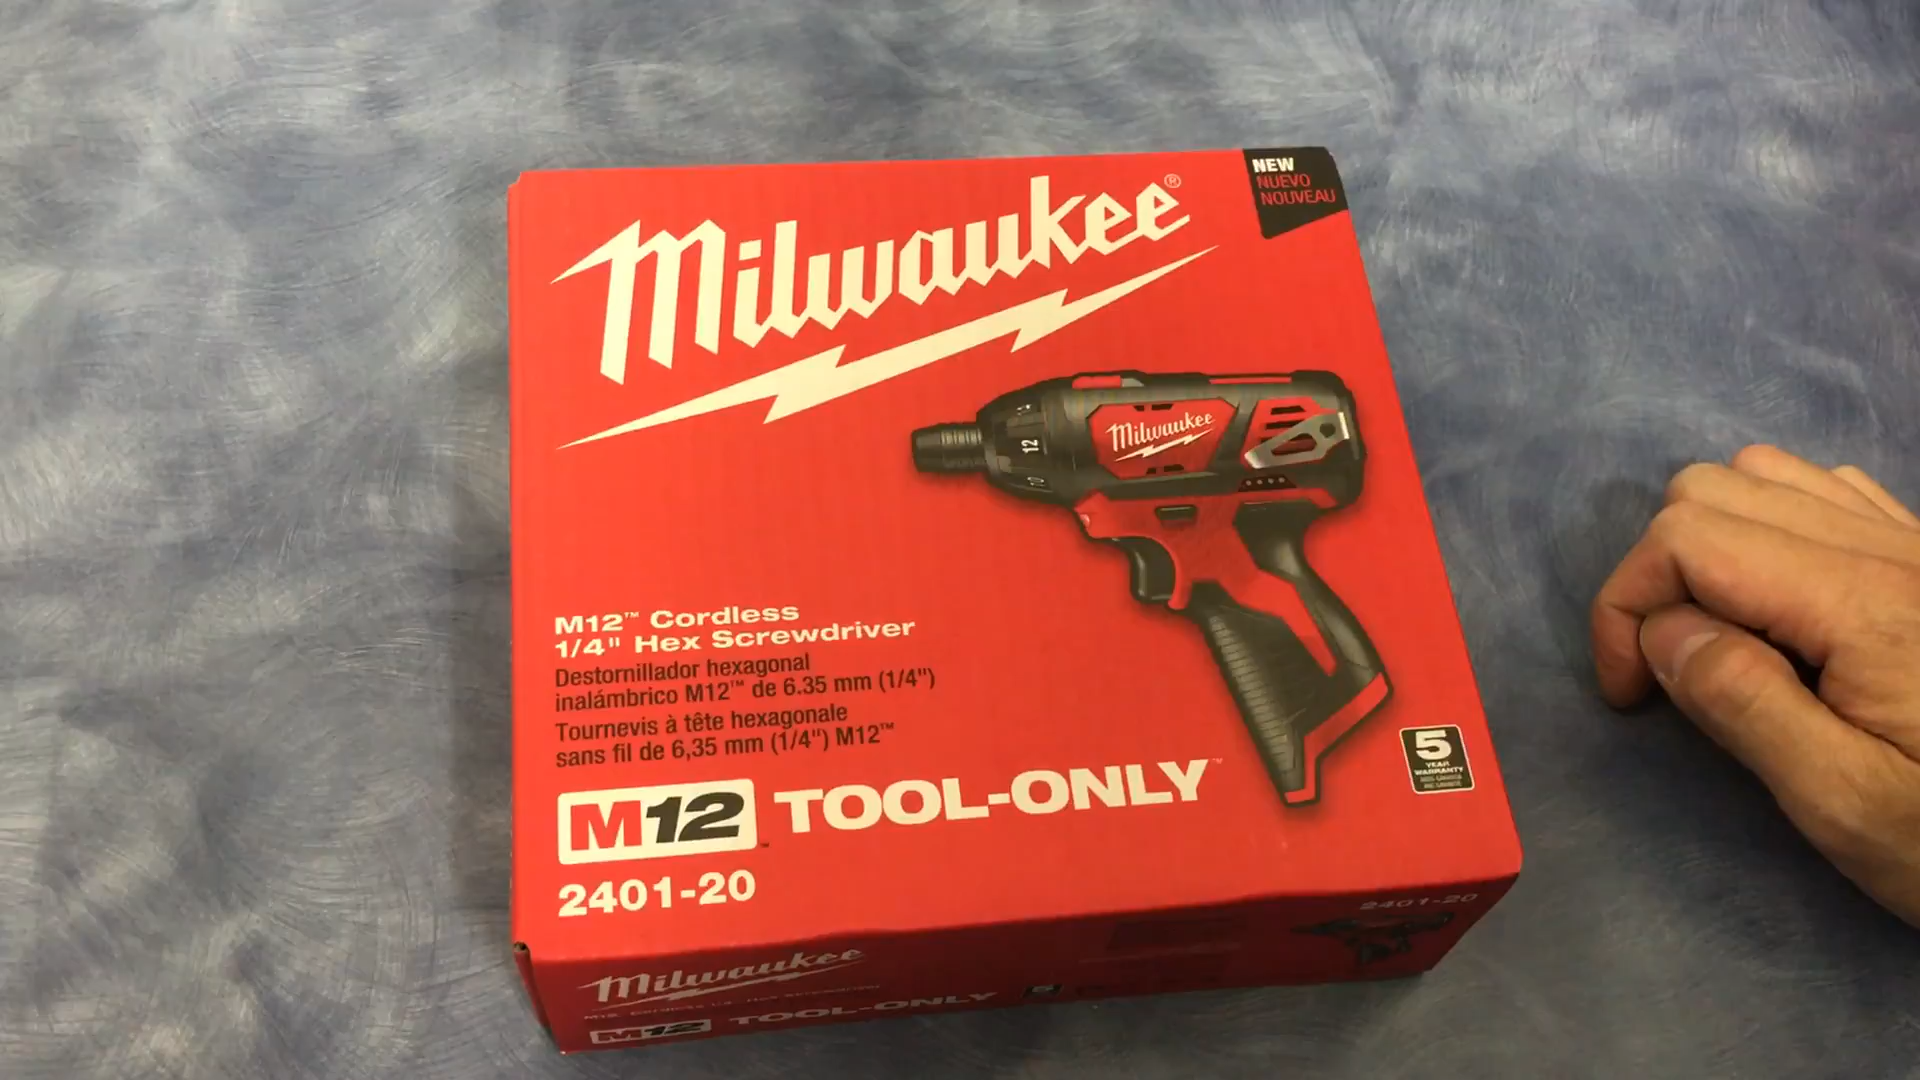 Milwaukee®
NEW
NUEVO
NOUVEAU
Milwaukee
12
10
M12™ Cordless
1/4" Hex Screwdriver
Destornillador hexagonal
inalámbrico M12™ de 6.35 mm (1/4")
Tournevis à tête hexagonale
sans fil de 6,35 mm (1/4") M12™
5
YEAR
WARRANTY
M12™ TOOL-ONLY™
2401-20
2401-20
Milwaukee
M12 TOOL-ONLY